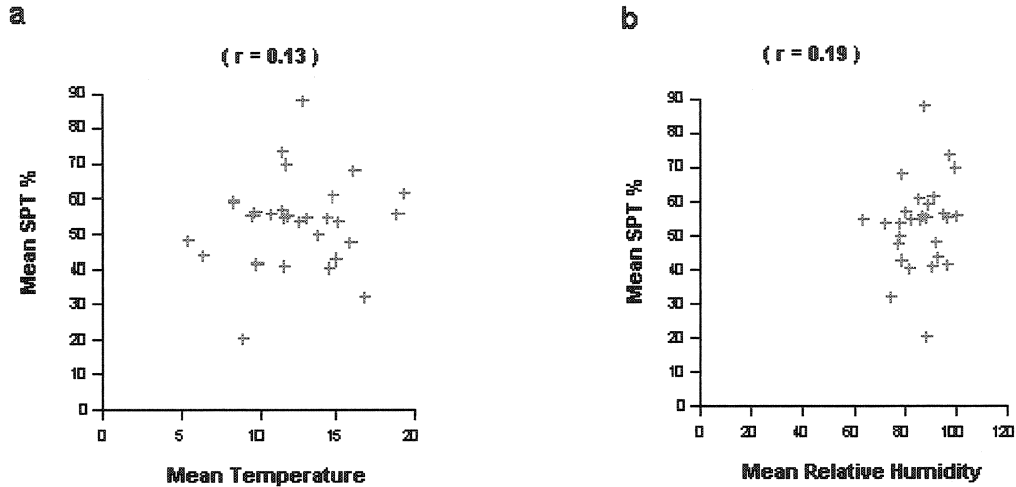 a
( r = 0.13 )
90
80
70
60
50
40
30
20
10
0
Mean SPT %
0 5 10 15 20
Mean Temperature
b
( r = 0.19 )
90
80
70
60
50
40
30
20
10
0
Mean SPT %
0 20 40 60 80 100 120
Mean Relative Humidity